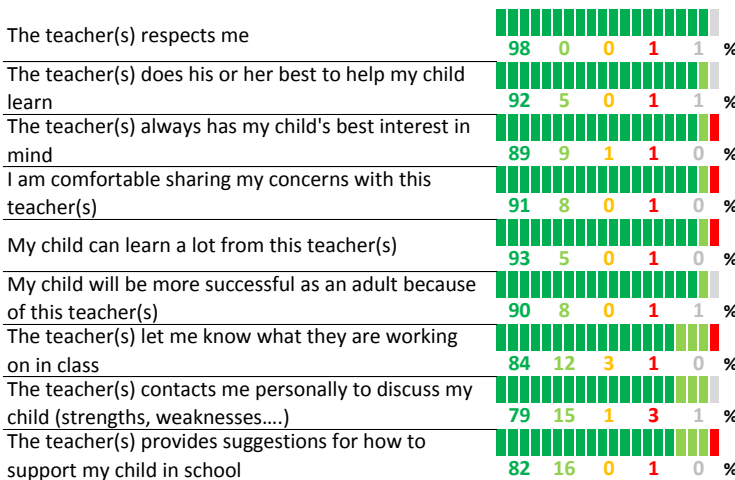 The teacher(s) respects me
98 0 0 1 1 %
The teacher(s) does his or her best to help my child
learn
92 5 0 1 1 %
The teacher(s) always has my child's best interest in
mind
89 9 1 1 0 %
I am comfortable sharing my concerns with this
teacher(s)
91 8 0 1 0 %
My child can learn a lot from this teacher(s)
93 5 0 1 0 %
My child will be more successful as an adult because
of this teacher(s)
90 8 0 1 1 %
The teacher(s) let me know what they are working
on in class
84 12 3 1 0 %
The teacher(s) contacts me personally to discuss my
child (strengths, weaknesses....)
79 15 1 3 1 %
The teacher(s) provides suggestions for how to
support my child in school
82 16 0 1 0 %